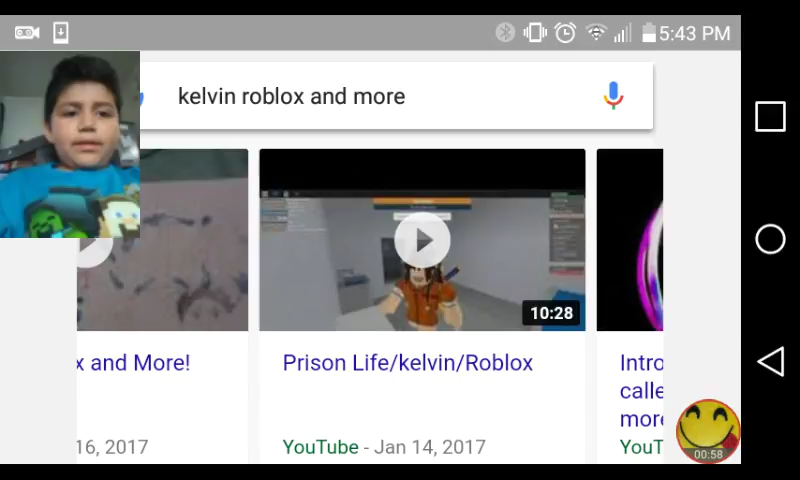 5:43 PM
kelvin roblox and more
10:28
x and More!
Prison Life/kelvin/Roblox
Intro
calle
more
16, 2017
YouTube - Jan 14, 2017
YouT
00:58